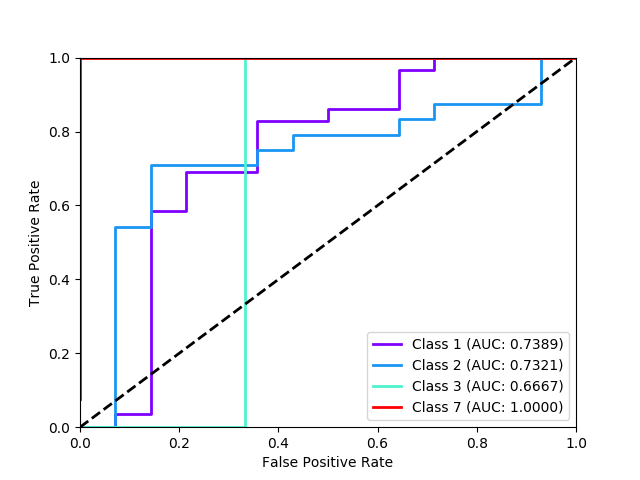 1.0
0.8
0.6
0.4
0.2
0.0
True Positive Rate
Class 1 (AUC: 0.7389)
Class 2 (AUC: 0.7321)
Class 3 (AUC: 0.6667)
Class 7 (AUC: 1.0000)
0.0 0.2 0.4 0.6 0.8 1.0
False Positive Rate